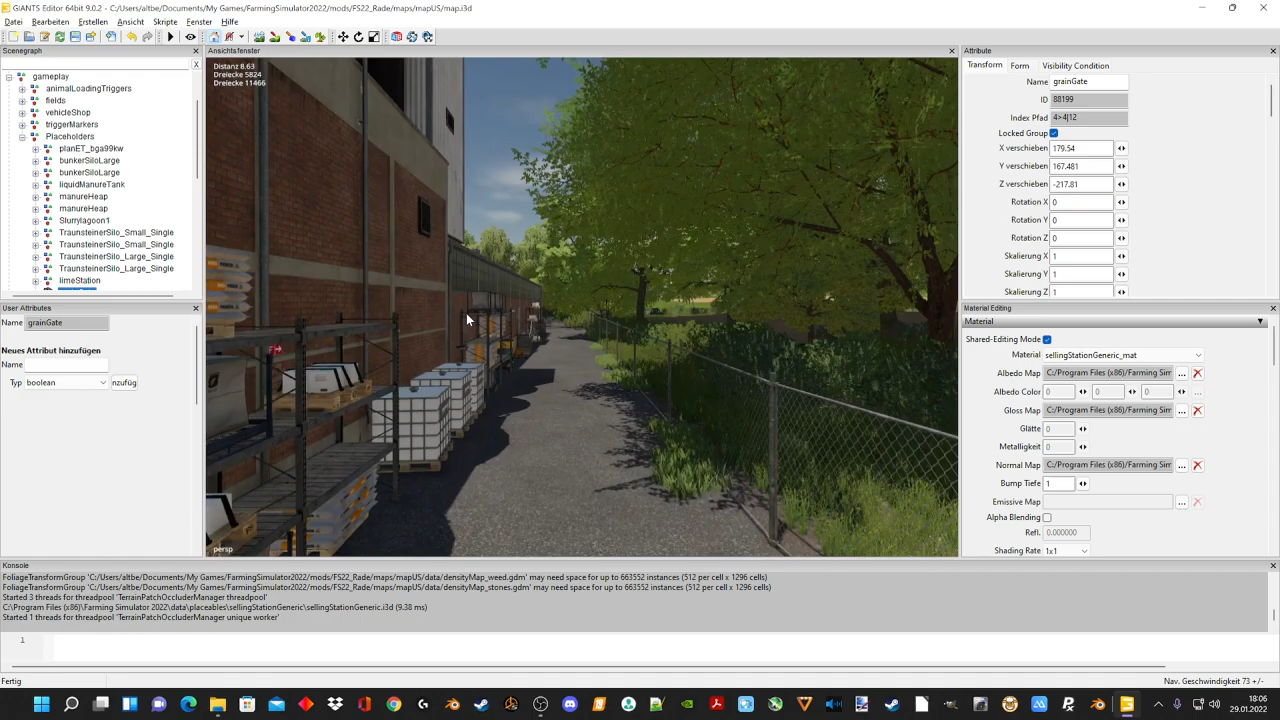 GIANTS Editor 64bit 9.0.2 - C:/Users/altbe/Documents/My Games/FarmingSimulator2022/mods/FS22_Rade/maps/mapUS/map.i3d
Datei Bearbeiten Erstellen Ansicht Skripte Fenster Hilfe
Scenegraph
X
gameplay
animalLoadingTriggers
fields
vehicleShop
triggerMarkers
Placeholders
planET_bga99kw
bunkerSiloLarge
bunkerSiloLarge
liquidManureTank
manureHeap
manureHeap
Slurrylagoon1
TraunsteinerSilo_Small_Single
TraunsteinerSilo_Small_Single
TraunsteinerSilo_Large_Single
TraunsteinerSilo_Large_Single
limeStation
User Attributes
Name grainGate
Neues Attribut hinzufügen
Name
Typ boolean nzufüg
Ansichtsfenster
Distanz 8.63
Dreiecke 5824
Dreiecke 11466
persp
Attribute
Transform Form Visibility Condition
Name grainGate
ID 88199
Index Pfad 4>4|12
Locked Group
X verschieben 179.54
Y verschieben 167.481
Z verschieben -217.81
Rotation X 0
Rotation Y 0
Rotation Z 0
Skalierung X 1
Skalierung Y 1
Skalierung Z 1
Material Editing
Material
Shared-Editing Mode
Material sellingStationGeneric_mat
Albedo Map C:/Program Files (x86)/Farming Sim ...
Albedo Color 0 0 0 ...
Gloss Map C:/Program Files (x86)/Farming Sim ...
Glätte 0
Metalligkeit 0
Normal Map C:/Program Files (x86)/Farming Sim ...
Bump Tiefe 1
Emissive Map ...
Alpha Blending
Refl. 0.000000
Shading Rate 1x1
Konsole
FoliageTransformGroup 'C:/Users/altbe/Documents/My Games/FarmingSimulator2022/mods/FS22_Rade/maps/mapUS/data/densityMap_weed.gdm' may need space for up to 663552 instances (512 per cell x 1296 cells)
FoliageTransformGroup 'C:/Users/altbe/Documents/My Games/FarmingSimulator2022/mods/FS22_Rade/maps/mapUS/data/densityMap_stones.gdm' may need space for up to 663552 instances (512 per cell x 1296 cells)
Started 3 threads for threadpool 'TerrainPatchOccluderManager threadpool'
C:\Program Files (x86)\Farming Simulator 2022\data\placeables\sellingStationGeneric\sellingStationGeneric.i3d (9.38 ms)
Started 1 threads for threadpool 'TerrainPatchOccluderManager unique worker'
1
Fertig
Nav. Geschwindigkeit 73 +/-
18:06
29.01.2022